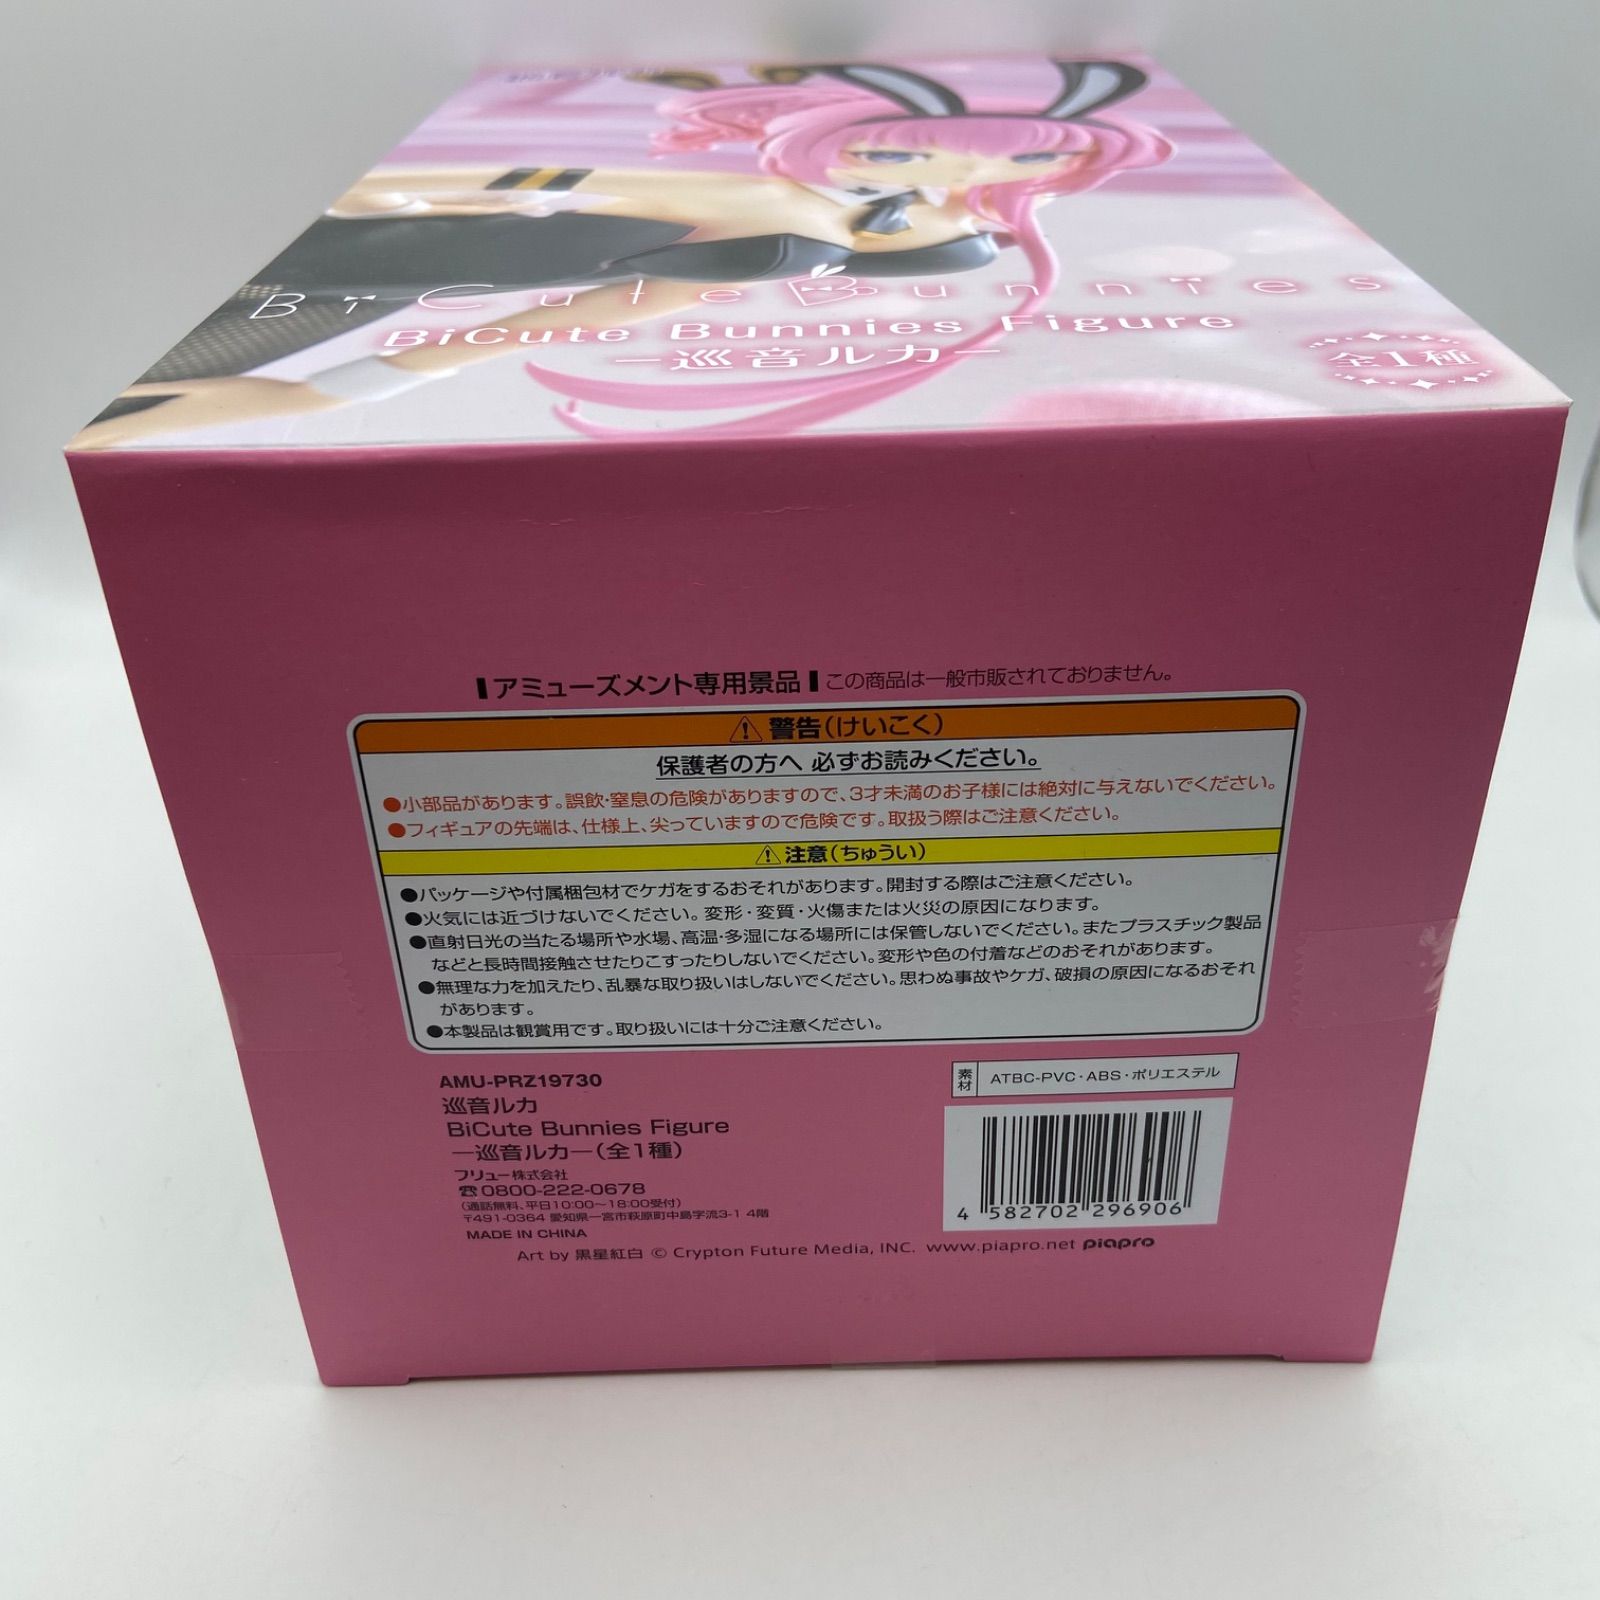 BiCute Bunnies
BiCute Bunnies Figure
―巡音ルカ―
全1種
アミューズメント専用景品 この商品は一般市販されておりません。
警告(けいこく)
保護者の方へ 必ずお読みください。
●小部品があります。誤飲・窒息の危険がありますので、3才未満のお子様には絶対に与えないでください。
●フィギュアの先端は、仕様上、尖っていますので危険です。取扱う際はご注意ください。
注意(ちゅうい)
●パッケージや付属梱包材でケガをするおそれがあります。開封する際はご注意ください。
●火気には近づけないでください。変形・変質・火傷または火災の原因になります。
●直射日光の当たる場所や水場、高温・多湿になる場所には保管しないでください。またプラスチック製品
などと長時間接触させたりこすったりしないでください。変形や色の付着などのおそれがあります。
●無理な力を加えたり、乱暴な取り扱いはしないでください。思わぬ事故やケガ、破損の原因になるおそれ
があります。
●本製品は観賞用です。取り扱いには十分ご注意ください。
AMU-PRZ19730
巡音ルカ
BiCute Bunnies Figure
―巡音ルカ―(全1種)
フリュー株式会社
☎0800-222-0678
(通話無料、平日10:00〜18:00受付)
〒491-0364 愛知県一宮市萩原町中島字流3-1 4階
MADE IN CHINA
素材 ATBC-PVC・ABS・ポリエステル
4 582702 296906
Art by 黒星紅白 © Crypton Future Media, INC. www.piapro.net piapro